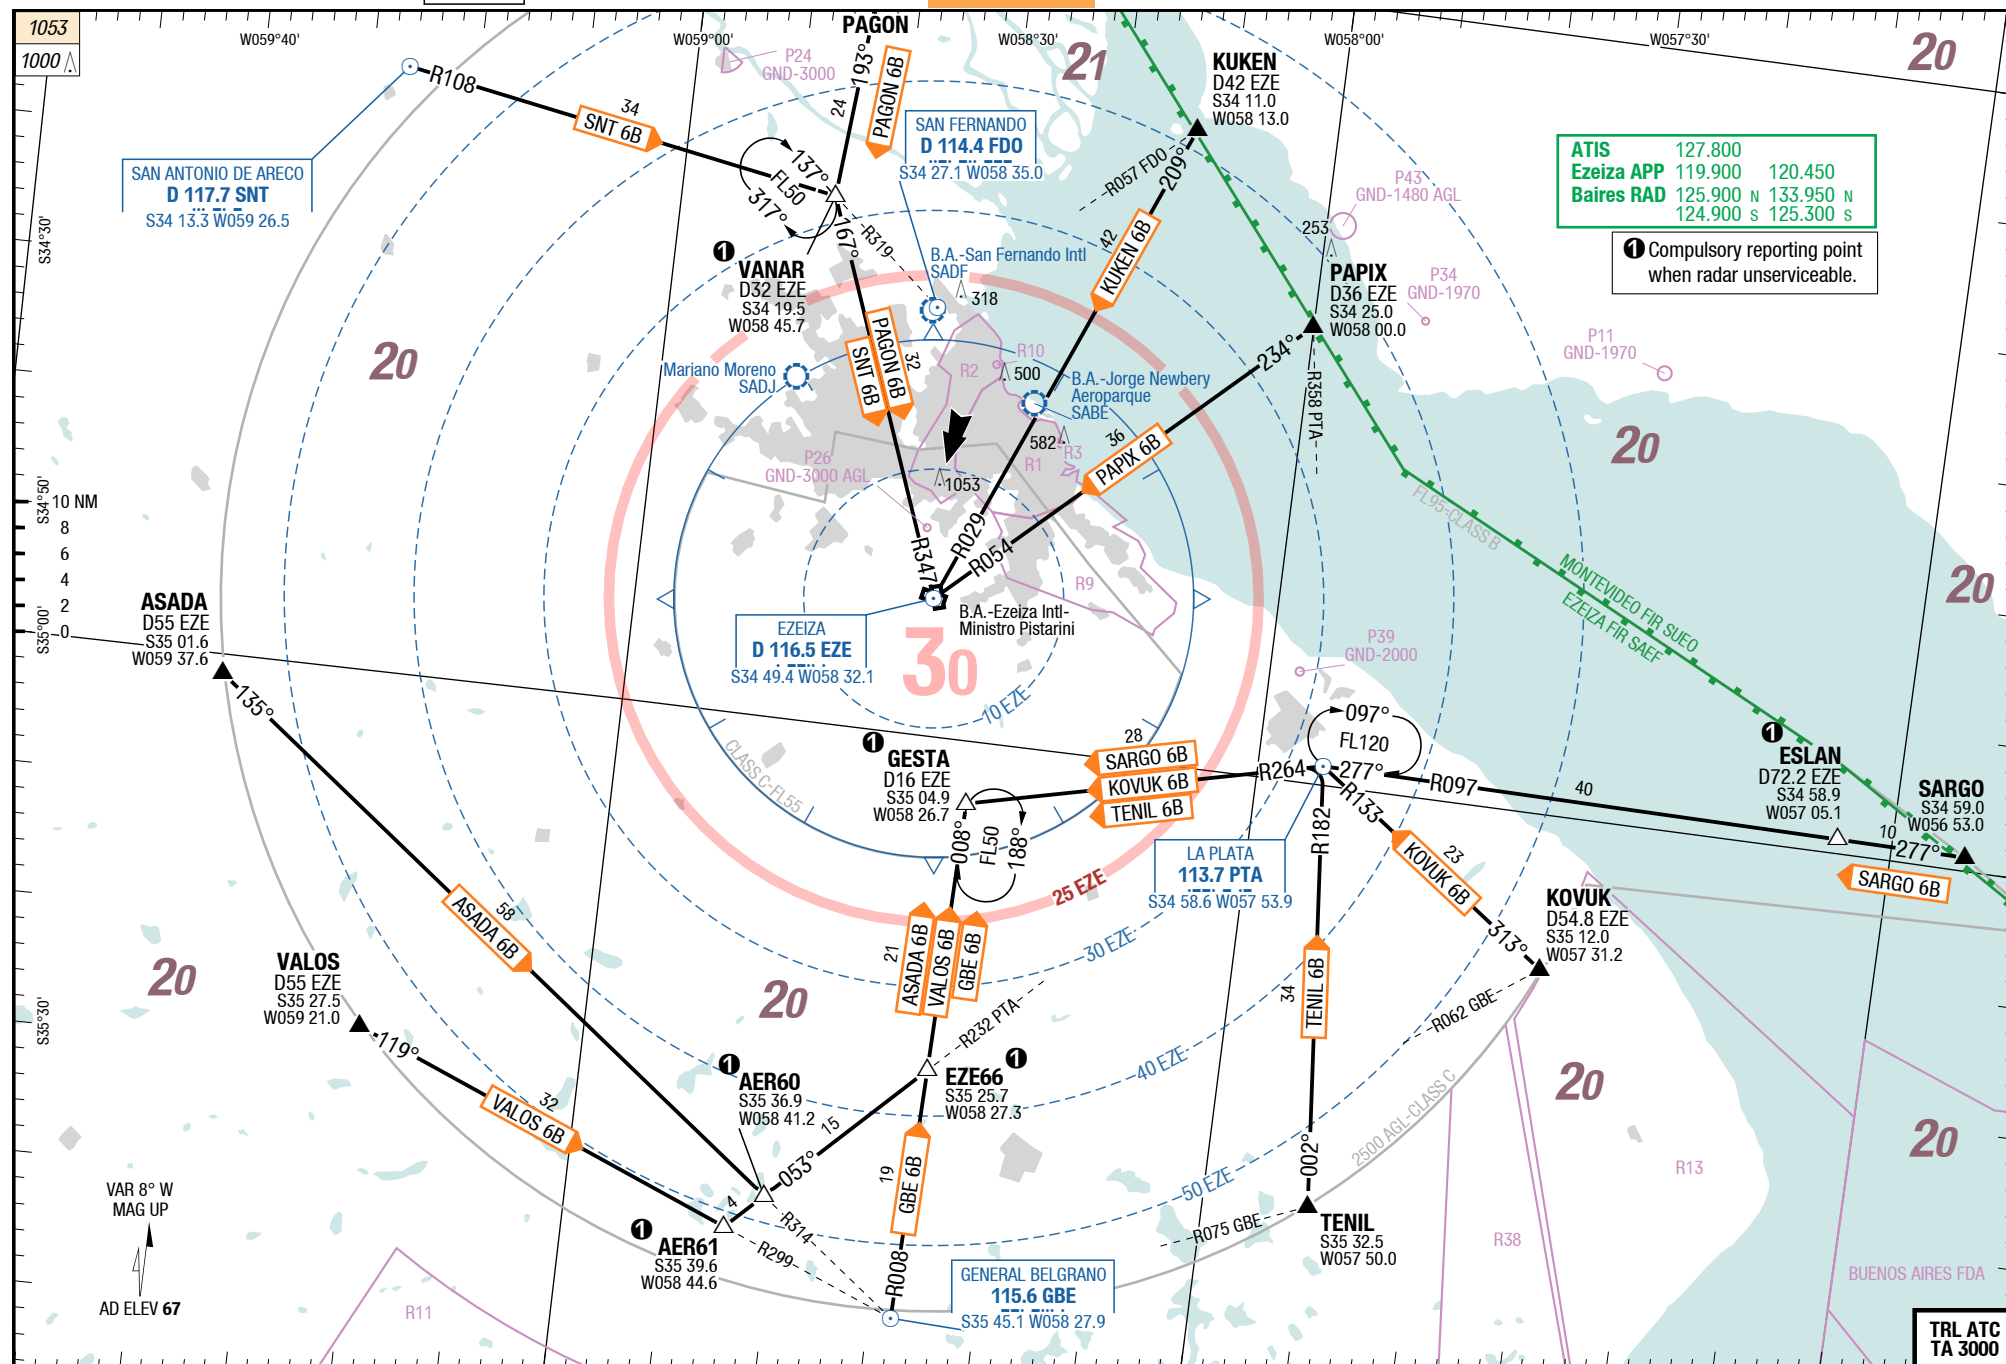 1053
1000
W059°40'
W059°00'
PAGON
W058°30'
W058°00'
W057°30'
21
20
P24
GND-3000
193°
24
PAGON 6B
R108
34
SNT 6B
KUKEN
D42 EZE
S34 11.0
W058 13.0
SAN FERNANDO
D 114.4 FDO
S34 27.1 W058 35.0
R057 FDO
209°
ATIS 127.800
Ezeiza APP 119.900 120.450
Baires RAD 125.900 N 133.950 N
124.900 S 125.300 S
1 Compulsory reporting point
when radar unserviceable.
SAN ANTONIO DE ARECO
D 117.7 SNT
S34 13.3 W059 26.5
137°
FL50
317°
P43
GND-1480 AGL
253
S34°30'
1
VANAR
D32 EZE
S34 19.5
W058 45.7
167°
R319
B.A.-San Fernando Intl
SADF
318
42
KUKEN 6B
PAPIX
D36 EZE
S34 25.0
W058 00.0
P34
GND-1970
P11
GND-1970
20
Mariano Moreno
SADJ
PAGON 6B
SNT 6B
32
R10
R2
500
B.A.-Jorge Newbery
Aeroparque
SABE
234°
R358 PTA
20
582
R3
R1
36
PAPIX 6B
P26
GND-3000 AGL
1053
FL95-CLASS B
S34°50'
10 NM
8
6
4
2
0
S35°00'
R347
R029
R054
R9
MONTEVIDEO FIR SUEO
EZEIZA FIR SAEF
20
ASADA
D55 EZE
S35 01.6
W059 37.6
EZEIZA
D 116.5 EZE
S34 49.4 W058 32.1
B.A.-Ezeiza Intl-
Ministro Pistarini
30
P39
GND-2000
135°
10 EZE
CLASS C-FL55
1
GESTA
D16 EZE
S35 04.9
W058 26.7
28
SARGO 6B
KOVUK 6B
TENIL 6B
R264
097°
FL120
277°
R097
40
1
ESLAN
D72.2 EZE
S34 58.9
W057 05.1
SARGO
S34 59.0
W056 53.0
10
277°
SARGO 6B
008°
FL50
188°
25 EZE
R182
R133
LA PLATA
113.7 PTA
S34 58.6 W057 53.9
23
KOVUK 6B
313°
KOVUK
D54.8 EZE
S35 12.0
W057 31.2
58
ASADA 6B
21
ASADA 6B
VALOS 6B
GBE 6B
30 EZE
34
TENIL 6B
R062 GBE
20
VALOS
D55 EZE
S35 27.5
W059 21.0
20
S35°30'
119°
R232 PTA
1
EZE66
S35 25.7
W058 27.3
1
AER60
S35 36.9
W058 41.2
40 EZE
20
20
32
VALOS 6B
15
053°
19
GBE 6B
002°
2500 AGL-CLASS C
R13
VAR 8° W
MAG UP
4
R314
R299
1
AER61
S35 39.6
W058 44.6
50 EZE
R075 GBE
TENIL
S35 32.5
W057 50.0
R38
R008
GENERAL BELGRANO
115.6 GBE
S35 45.1 W058 27.9
BUENOS AIRES FDA
AD ELEV 67
R11
TRL ATC
TA 3000